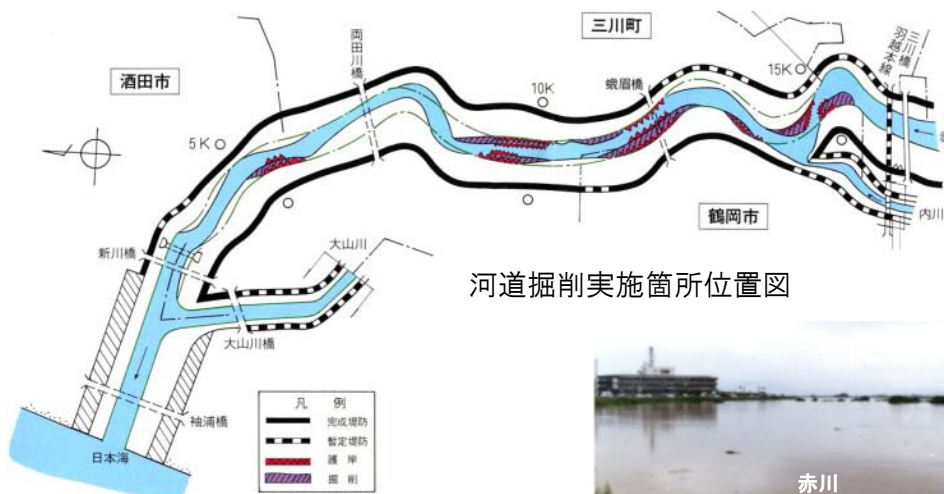 三川町
酒田市
両田川橋
10K
蛾眉橋
15K
三川橋
羽越本線
5K
鶴岡市
内川
新川橋
大山川
河道掘削実施箇所位置図
大山川橋
凡 例
完成堤防
暫定堤防
護岸
掘削
袖浦橋
日本海
赤川